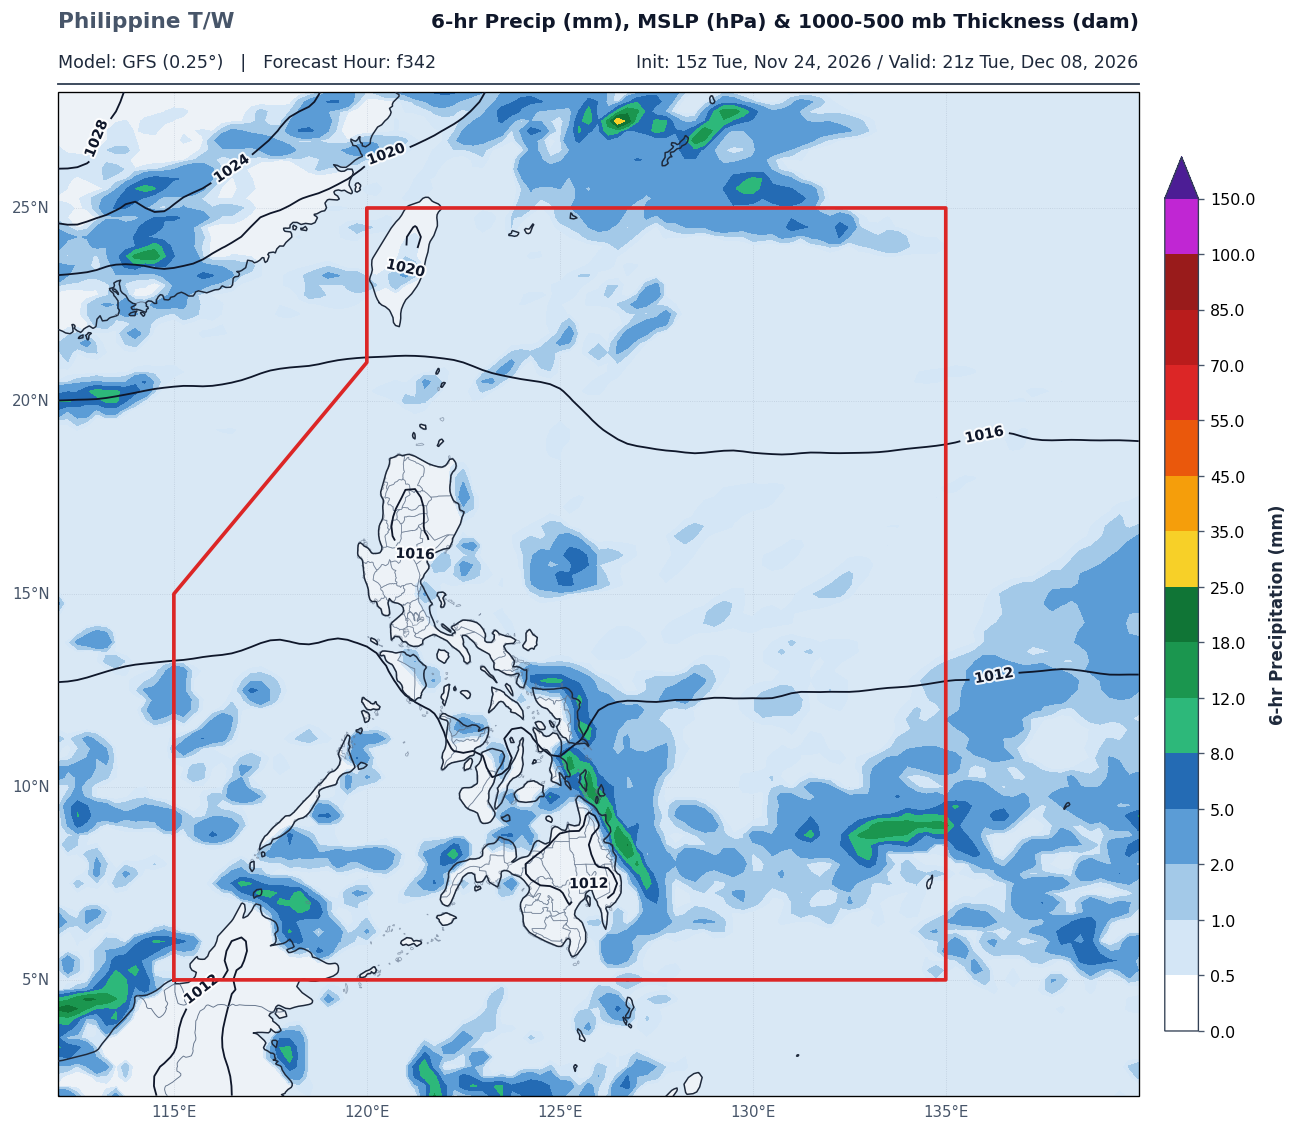 Philippine T/W
6-hr Precip (mm), MSLP (hPa) & 1000-500 mb Thickness (dam)
Model: GFS (0.25°) | Forecast Hour: f342
Init: 15z Tue, Nov 24, 2026 / Valid: 21z Tue, Dec 08, 2026
1028
1024
1020
1020
1016
1016
1012
1012
1012
25°N
20°N
15°N
10°N
5°N
115°E
120°E
125°E
130°E
135°E
150.0
100.0
85.0
70.0
55.0
45.0
35.0
25.0
18.0
12.0
8.0
5.0
2.0
1.0
0.5
0.0
6-hr Precipitation (mm)